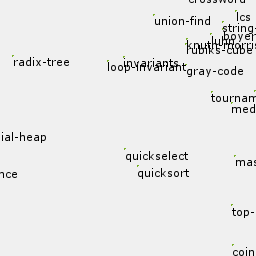 crossword
lcs
union-find
string-
boyer
luhn
knuth-morris
rubiks-cube
radix-tree
invariants
loop-invariant
gray-code
tournam
med
ial-heap
quickselect
mas
quicksort
nce
top-
coin